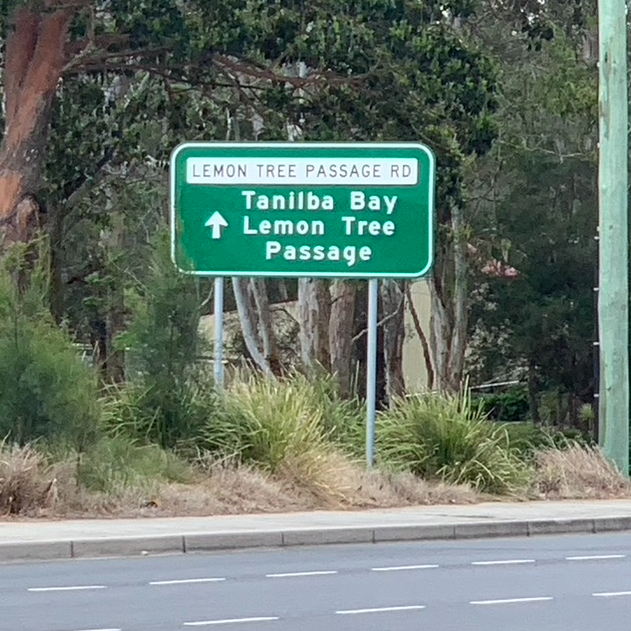 LEMON TREE PASSAGE RD
Tanilba Bay
Lemon Tree
Passage